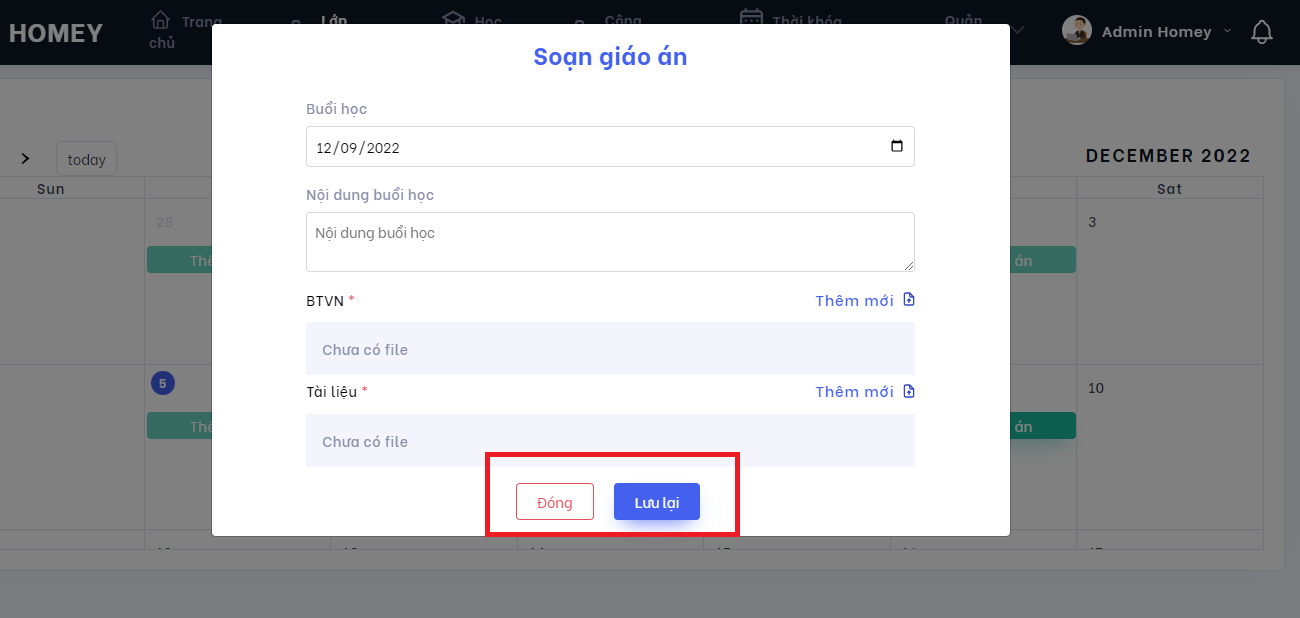 HOMEY
Trang chủ
Lớp
Học
Công
Thời khóa
Quản
Admin Homey
Soạn giáo án
Buổi học
12/09/2022
Nội dung buổi học
Nội dung buổi học
BTVN *
Thêm mới
Chưa có file
Tài liệu *
Thêm mới
Chưa có file
Đóng
Lưu lại
today
DECEMBER 2022
Sun
Sat
28
3
Thê
án
5
10
Thê
án